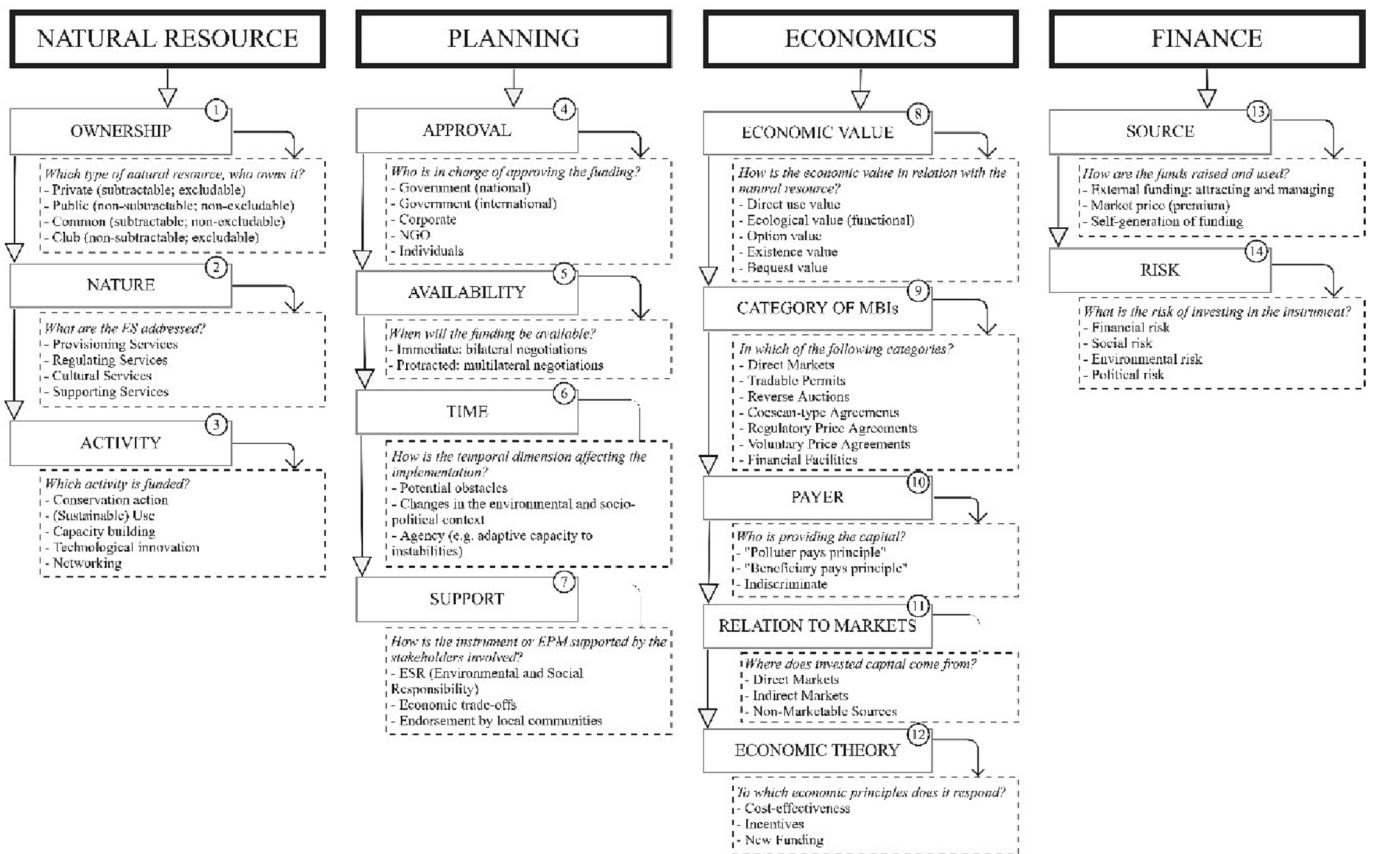 NATURAL RESOURCE
1
OWNERSHIP
Which type of natural resource, who owns it?
- Private (subtractable; excludable)
- Public (non-subtractable; non-excludable)
- Common (subtractable; non-excludable)
- Club (non-subtractable; excludable)
2
NATURE
What are the ES addressed?
- Provisioning Services
- Regulating Services
- Cultural Services
- Supporting Services
3
ACTIVITY
Which activity is funded?
- Conservation action
- (Sustainable) Use
- Capacity building
- Technological innovation
- Networking
PLANNING
4
APPROVAL
Who is in charge of approving the funding?
- Government (national)
- Government (international)
- Corporate
- NGO
- Individuals
5
AVAILABILITY
When will the funding be available?
- Immediate: bilateral negotiations
- Protracted: multilateral negotiations
6
TIME
How is the temporal dimension affecting the
implementation?
- Potential obstacles
- Changes in the environmental and socio-
political context
- Agency (e.g. adaptive capacity to
instabilities)
7
SUPPORT
How is the instrument or EPM supported by the
stakeholders involved?
- ESR (Environmental and Social
Responsibility)
- Economic trade-offs
- Endorsement by local communities
ECONOMICS
8
ECONOMIC VALUE
How is the economic value in relation with the
natural resource?
- Direct use value
- Ecological value (functional)
- Option value
- Existence value
- Bequest value
9
CATEGORY OF MBIs
In which of the following categories?
- Direct Markets
- Tradable Permits
- Reverse Auctions
- Coesean-type Agreements
- Regulatory Price Agreements
- Voluntary Price Agreements
- Financial Facilities
10
PAYER
Who is providing the capital?
- "Polluter pays principle"
- "Beneficiary pays principle"
- Indiscriminate
11
RELATION TO MARKETS
Where does invested capital come from?
- Direct Markets
- Indirect Markets
- Non-Marketable Sources
12
ECONOMIC THEORY
To which economic principles does it respond?
- Cost-effectiveness
- Incentives
- New Funding
FINANCE
13
SOURCE
How are the funds raised and used?
- External funding: attracting and managing
- Market price (premium)
- Self-generation of funding
14
RISK
What is the risk of investing in the instrument?
- Financial risk
- Social risk
- Environmental risk
- Political risk